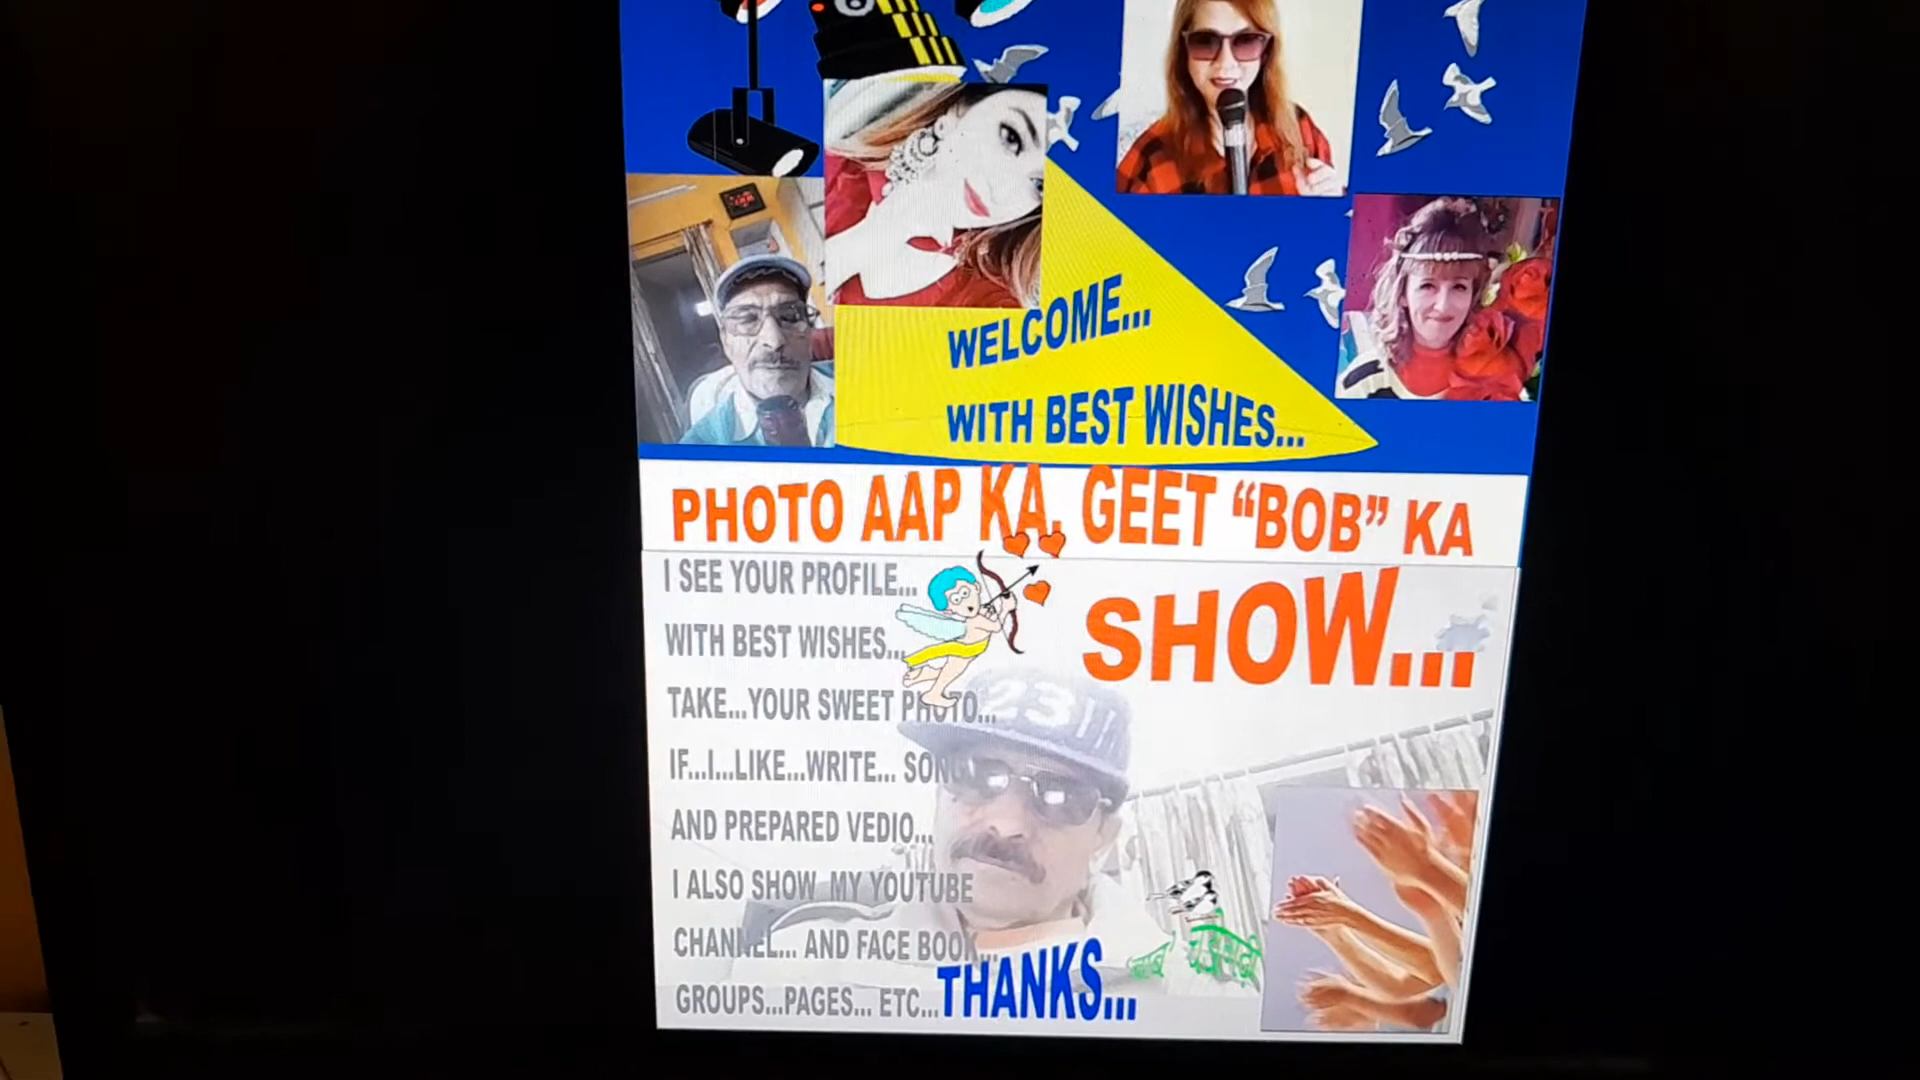 WELCOME...
WITH BEST WISHES...
PHOTO AAP KA, GEET “BOB” KA
SHOW...
I SEE YOUR PROFILE...
WITH BEST WISHES...
TAKE...YOUR SWEET PHOTO...
IF...I...LIKE...WRITE... SONG
AND PREPARED VEDIO...
I ALSO SHOW MY YOUTUBE
CHANNEL... AND FACE BOOK...
GROUPS...PAGES... ETC...
THANKS...
23